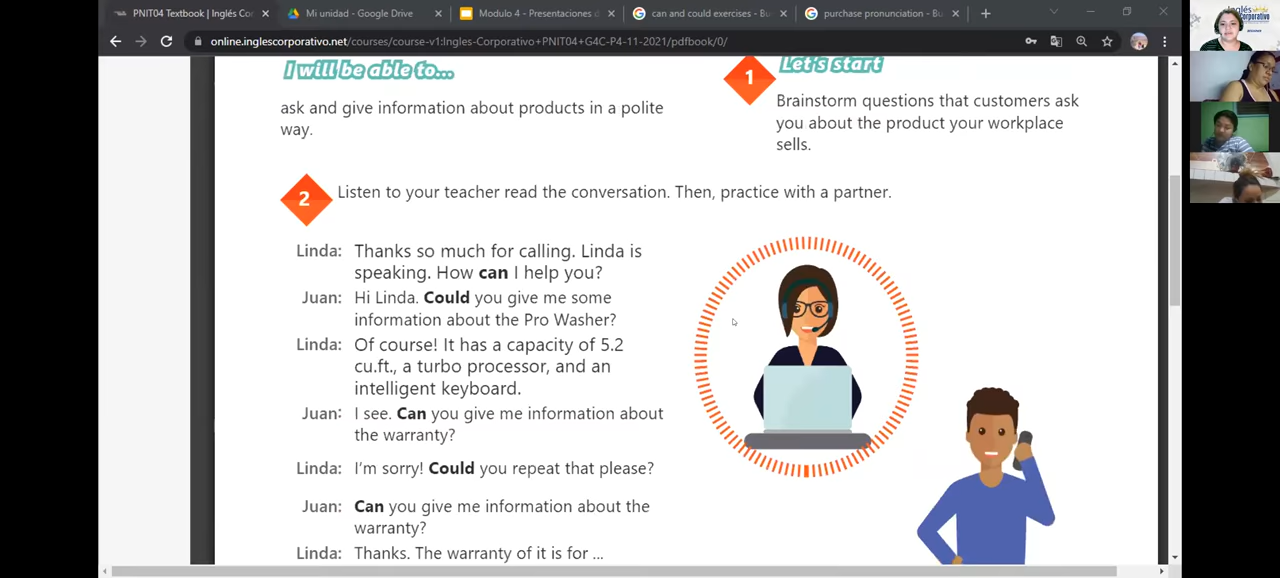 PNIT04 Textbook | Inglés Co
Mi unidad - Google Drive
Modulo 4 - Presentaciones d
can and could exercises - Bu
purchase pronunciation - Bu
online.inglescorporativo.net/courses/course-v1:Ingles-Corporativo+PNIT04+G4C-P4-11-2021/pdfbook/0/
Inglés
Corporativo
I will be able to...
ask and give information about products in a polite
way.
1
Let's start
Brainstorm questions that customers ask
you about the product your workplace
sells.
2
Listen to your teacher read the conversation. Then, practice with a partner.
Linda: Thanks so much for calling. Linda is
speaking. How can I help you?
Juan: Hi Linda. Could you give me some
information about the Pro Washer?
Linda: Of course! It has a capacity of 5.2
cu.ft., a turbo processor, and an
intelligent keyboard.
Juan: I see. Can you give me information about
the warranty?
Linda: I'm sorry! Could you repeat that please?
Juan: Can you give me information about the
warranty?
Linda: Thanks. The warranty of it is for ...